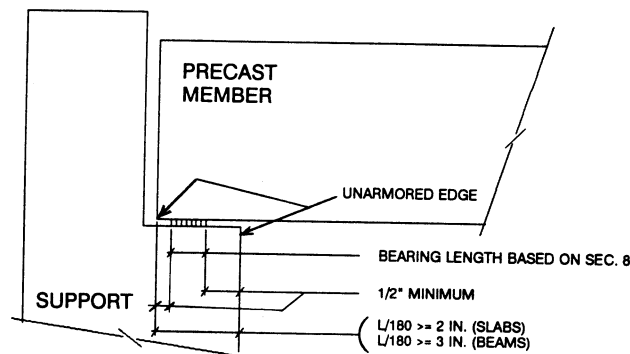 PRECAST
MEMBER
UNARMORED EDGE
BEARING LENGTH BASED ON SEC. 8
1/2" MINIMUM
SUPPORT
L/180 >= 2 IN. (SLABS)
L/180 >= 3 IN. (BEAMS)